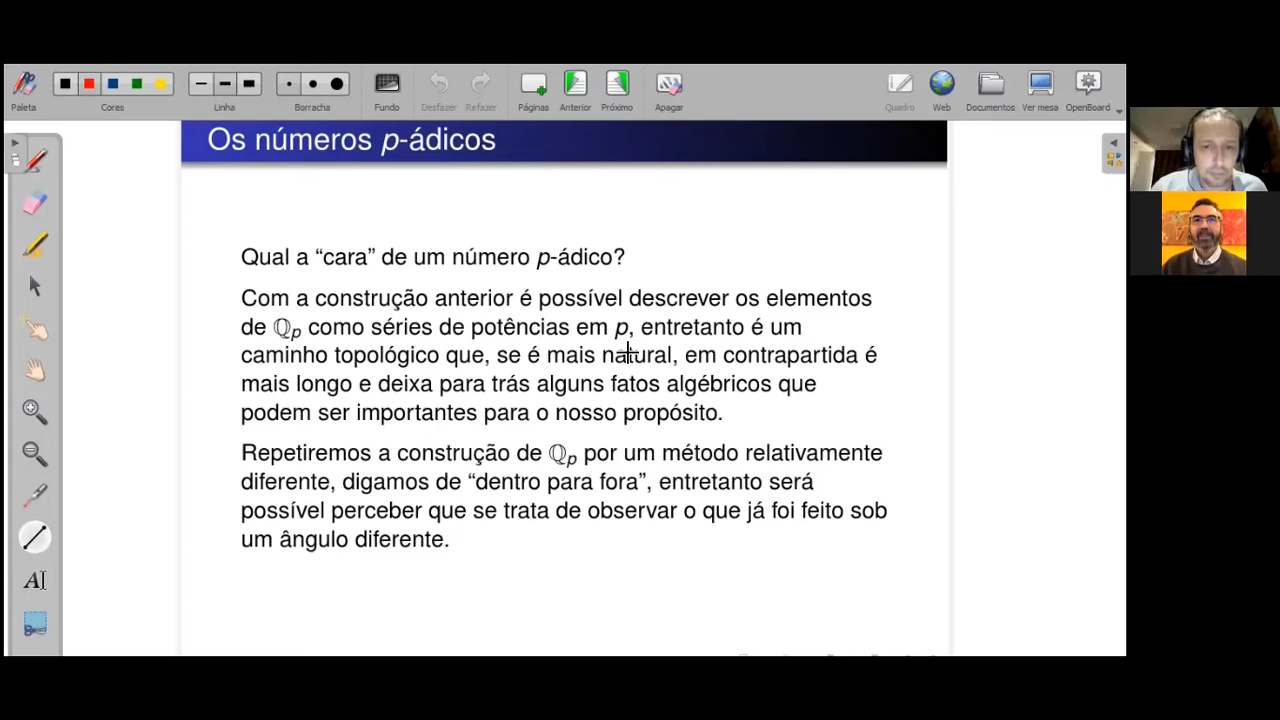 Paleta
Cores
Linha
Borracha
Fundo
Desfazer
Refazer
Páginas
Anterior
Próximo
Apagar
Quadro
Web
Documentos
Ver mesa
OpenBoard
Os números p-ádicos
Qual a “cara” de um número p-ádico?
Com a construção anterior é possível descrever os elementos
de ℚp como séries de potências em p, entretanto é um
caminho topológico que, se é mais natural, em contrapartida é
mais longo e deixa para trás alguns fatos algébricos que
podem ser importantes para o nosso propósito.
Repetiremos a construção de ℚp por um método relativamente
diferente, digamos de “dentro para fora”, entretanto será
possível perceber que se trata de observar o que já foi feito sob
um ângulo diferente.